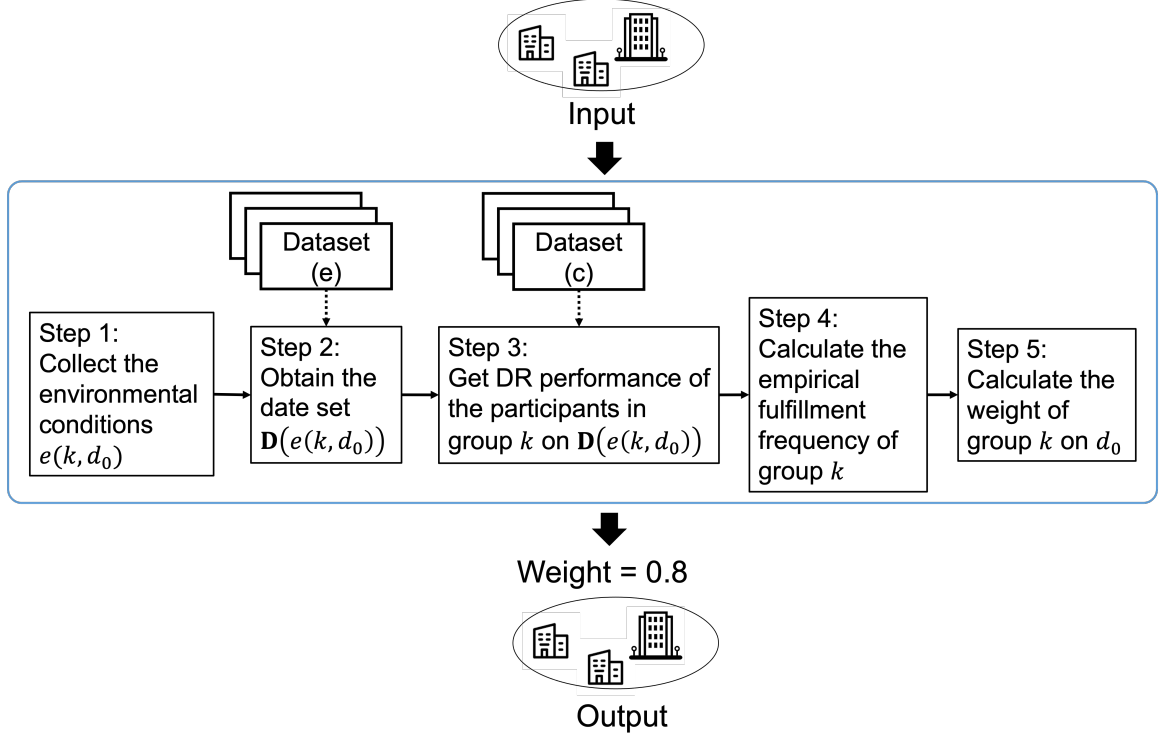 Input
Dataset
(e)
Dataset
(c)
Step 1:
Collect the
environmental
conditions
e(k, d₀)
Step 2:
Obtain the
date set
D(e(k, d₀))
Step 3:
Get DR performance of
the participants in
group k on D(e(k, d₀))
Step 4:
Calculate the
empirical
fulfillment
frequency of
group k
Step 5:
Calculate the
weight of
group k on d₀
Weight = 0.8
Output